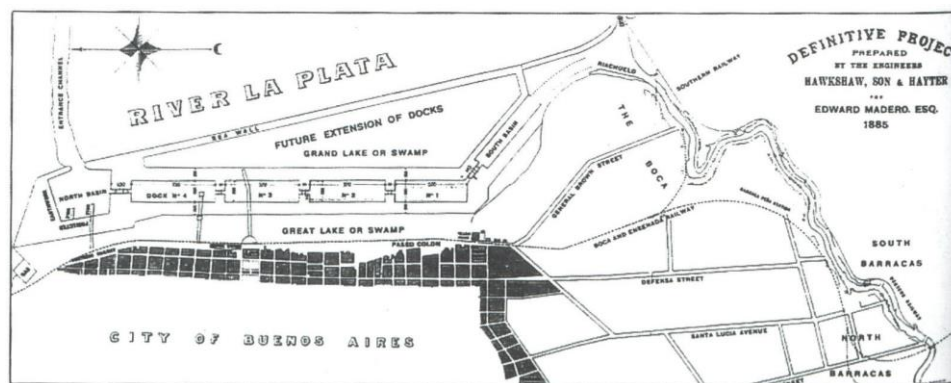 DEFINITIVE PROJEC
PREPARED
BY THE ENGINEERS
HAWKSHAW, SON & HAYTER
FOR
EDWARD MADERO. ESQ.
1885
RIVER LA PLATA
ENTRANCE CHANNEL
SEA WALL
FUTURE EXTENSION OF DOCKS
GRAND LAKE OR SWAMP
SOUTH BASIN
RIACHUELO
SOUTHERN RAILWAY
THE
BOCA
NORTH BASIN
DOCK Nº 4
Nº 3
Nº 2
Nº 1
GENERAL BROWN STREET
GREAT LAKE OR SWAMP
PASEO COLON
BOCA AND ENSENADA RAILWAY
GAS
DEFENSA STREET
SOUTH
BARRACAS
CITY OF BUENOS AIRES
SANTA LUCIA AVENUE
NORTH
BARRACAS